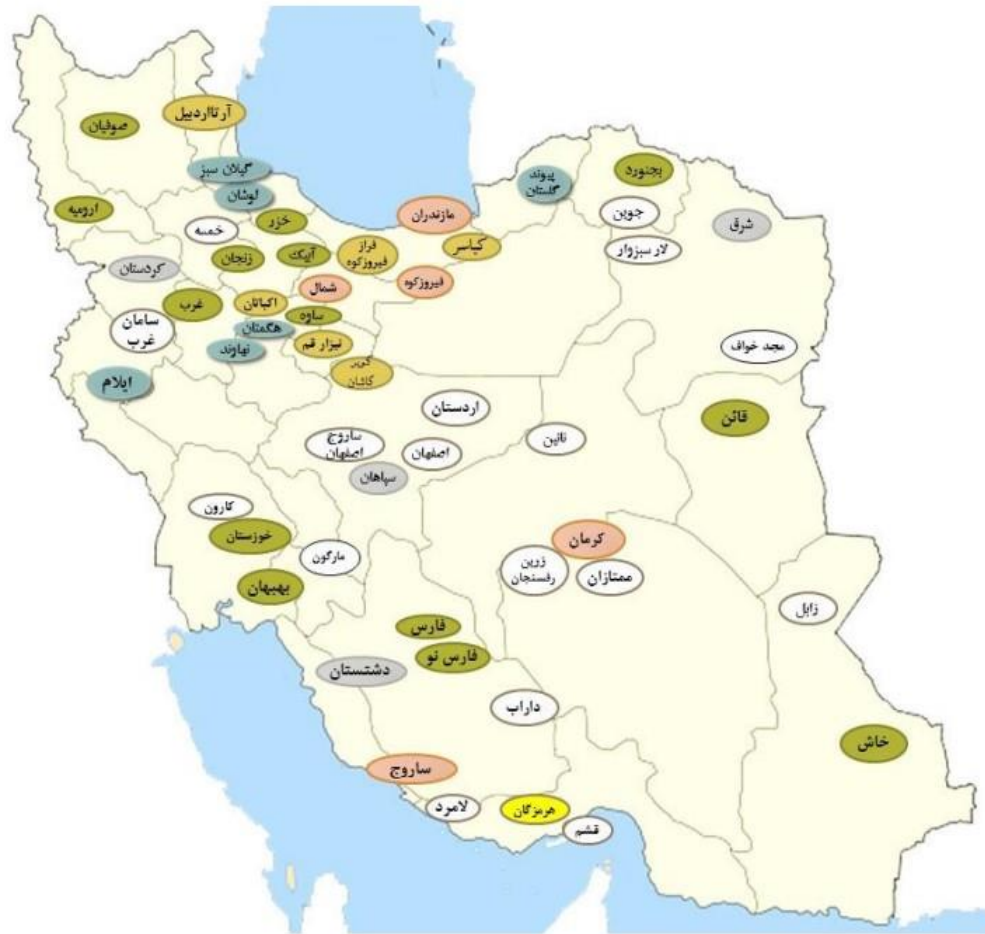 آرتااردبیل
صوفیان
گیلان سبز
لوشان
پیوند
گلستان
بجنورد
ارومیه
خزر
خمسه
مازندران
جوین
شرق
کیاسر
لار سبزوار
زنجان
آبیک
فراز
فیروزکوه
کردستان
فیروزکوه
شمال
غرب
اکباتان
ساوه
سامان
غرب
هگمتان
نهاوند
نیزار قم
مجد خواف
کویر
کاشان
ایلام
اردستان
قائن
نائین
ساروج
اصفهان
اصفهان
سپاهان
کارون
خوزستان
کرمان
مارگون
زرین
رفسنجان
ممتازان
بهبهان
زابل
فارس
فارس نو
دشتستان
داراب
خاش
ساروج
لامرد
هرمزگان
قشم